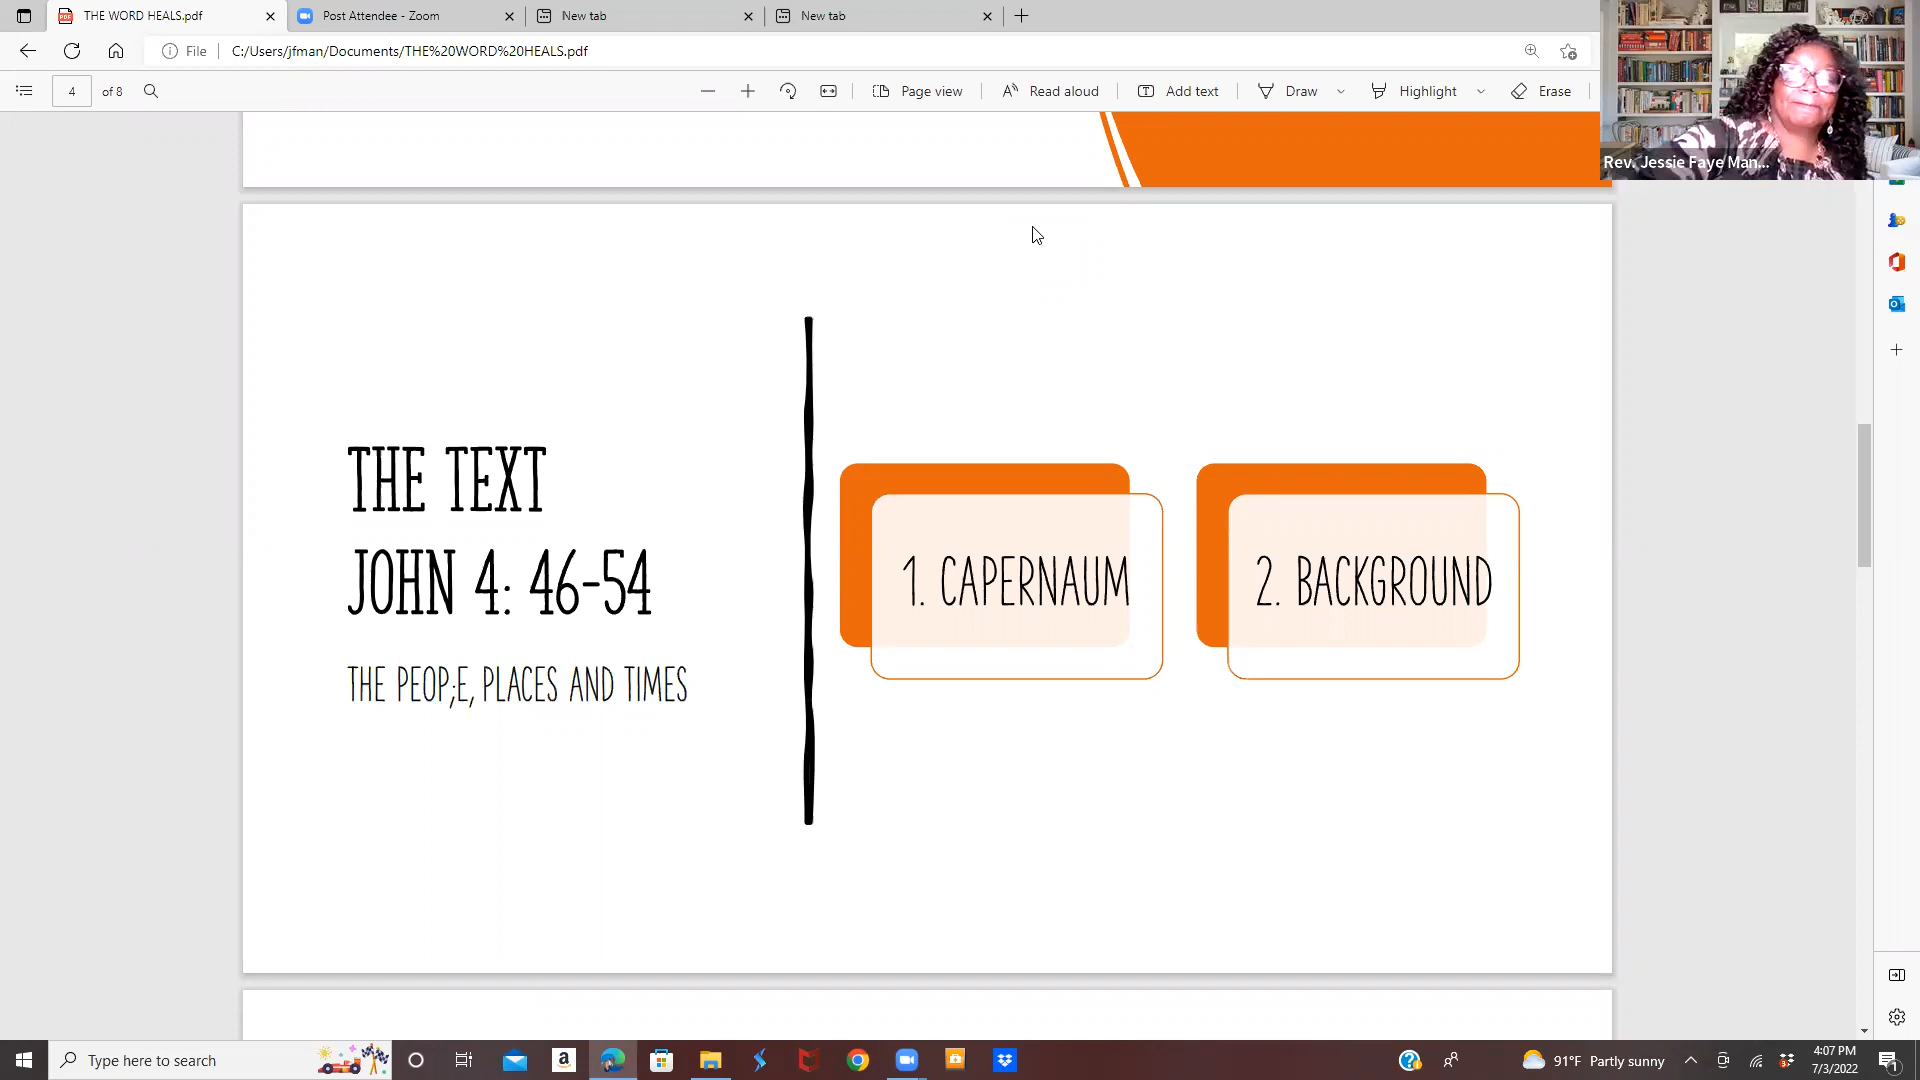 THE WORD HEALS.pdf
Post Attendee - Zoom
New tab
New tab
File
C:/Users/jfman/Documents/THE%20WORD%20HEALS.pdf
4 of 8
Page view
Read aloud
Add text
Draw
Highlight
Erase
Rev. Jessie Faye Man...
THE TEXT
JOHN 4: 46-54
THE PEOP;E, PLACES AND TIMES
1. CAPERNAUM
2. BACKGROUND
Type here to search
91°F Partly sunny
4:07 PM
7/3/2022